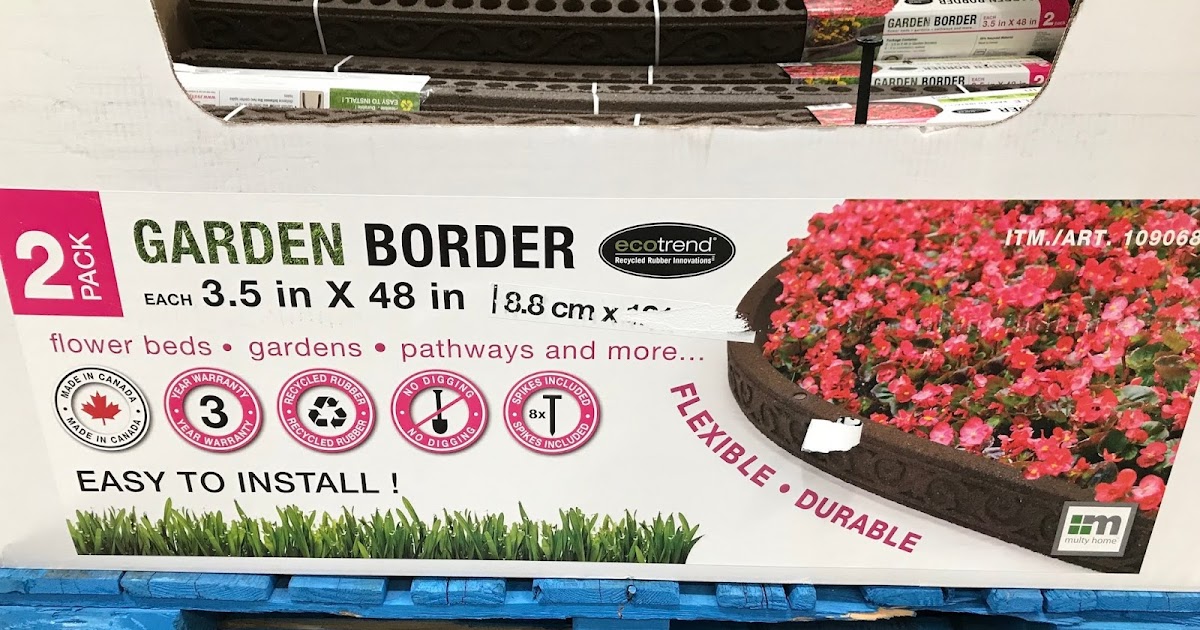 GARDEN BORDER EACH 3.5 in X 48 in 2
GARDEN BORDER EACH
EASY TO INSTALL !
2 PACK
GARDEN BORDER
ecotrend
Recycled Rubber Innovations
EACH 3.5 in X 48 in | 8.8 cm x
ITM./ART. 109068
flower beds • gardens • pathways and more...
MADE IN CANADA • MADE IN CANADA
YEAR WARRANTY 3 YEAR WARRANTY
RECYCLED RUBBER RECYCLED RUBBER
NO DIGGING NO DIGGING
SPIKES INCLUDED 8x SPIKES INCLUDED
FLEXIBLE • DURABLE
EASY TO INSTALL !
m
multy home